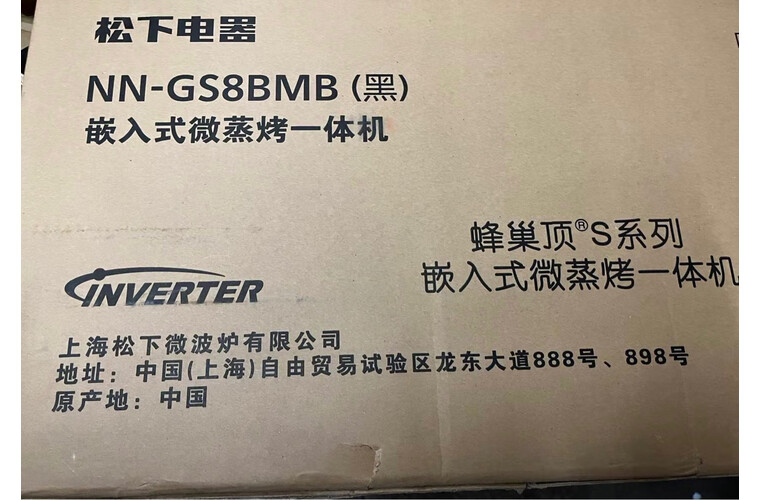 松下电器
NN-GS8BMB (黑)
嵌入式微蒸烤一体机
蜂巢顶®S系列
嵌入式微蒸烤一体机
INVERTER
上海松下微波炉有限公司
地址：中国(上海)自由贸易试验区龙东大道888号、898号
原产地：中国